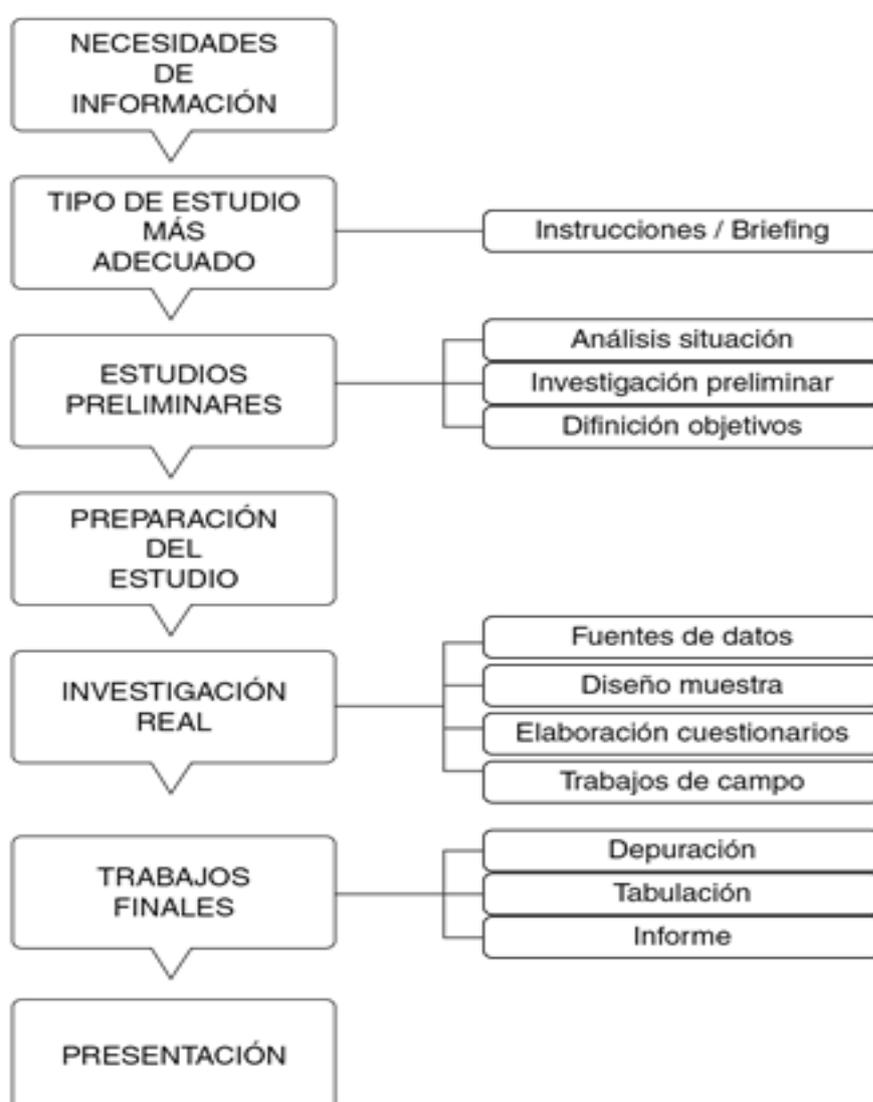 NECESIDADES
DE
INFORMACIÓN
TIPO DE ESTUDIO
MÁS
ADECUADO
Instrucciones / Briefing
ESTUDIOS
PRELIMINARES
Análisis situación
Investigación preliminar
Difinición objetivos
PREPARACIÓN
DEL
ESTUDIO
INVESTIGACIÓN
REAL
Fuentes de datos
Diseño muestra
Elaboración cuestionarios
Trabajos de campo
TRABAJOS
FINALES
Depuración
Tabulación
Informe
PRESENTACIÓN